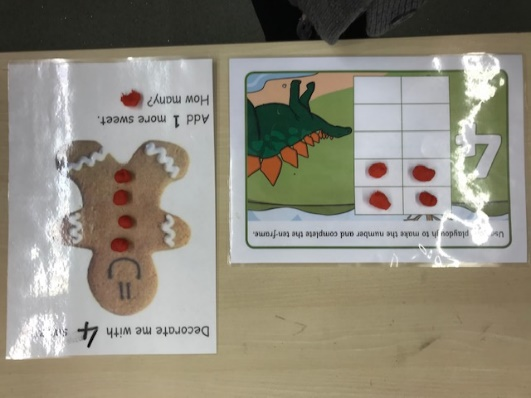 Decorate me with 4
Add 1 more sweet.
How many?
playdough to make the number and complete the ten-frame.
4